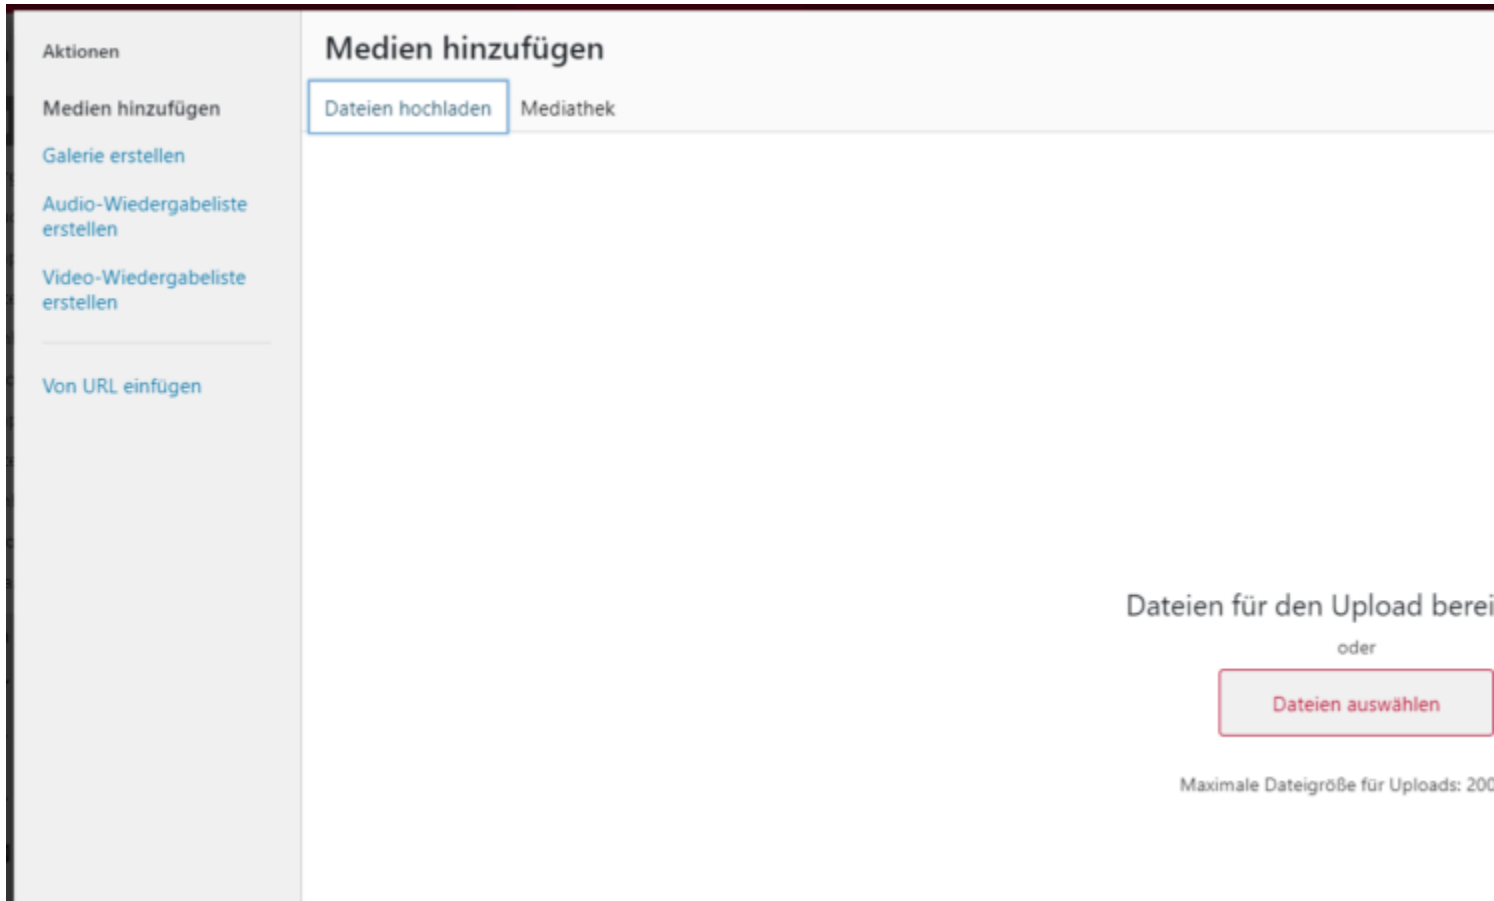 Aktionen
Medien hinzufügen
Galerie erstellen
Audio-Wiedergabeliste
erstellen
Video-Wiedergabeliste
erstellen
Von URL einfügen
Medien hinzufügen
Dateien hochladen Mediathek
Dateien für den Upload berei
oder
Dateien auswählen
Maximale Dateigröße für Uploads: 200